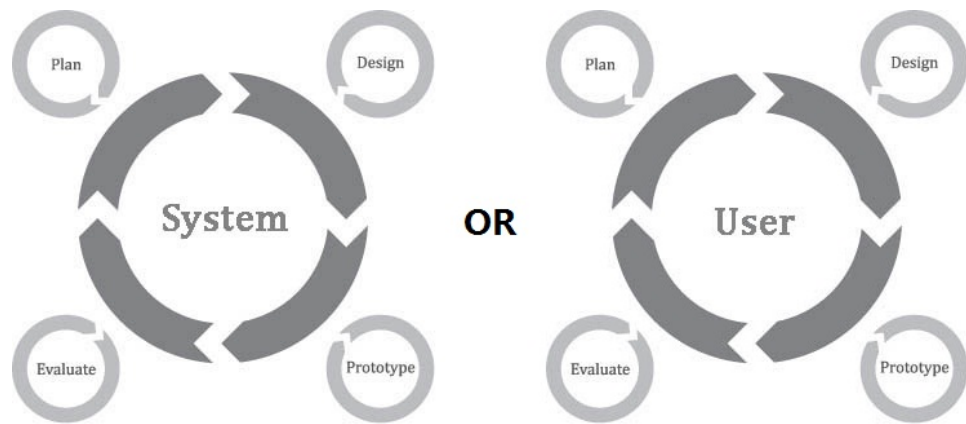 Plan
Design
System
Evaluate
Prototype
OR
Plan
Design
User
Evaluate
Prototype